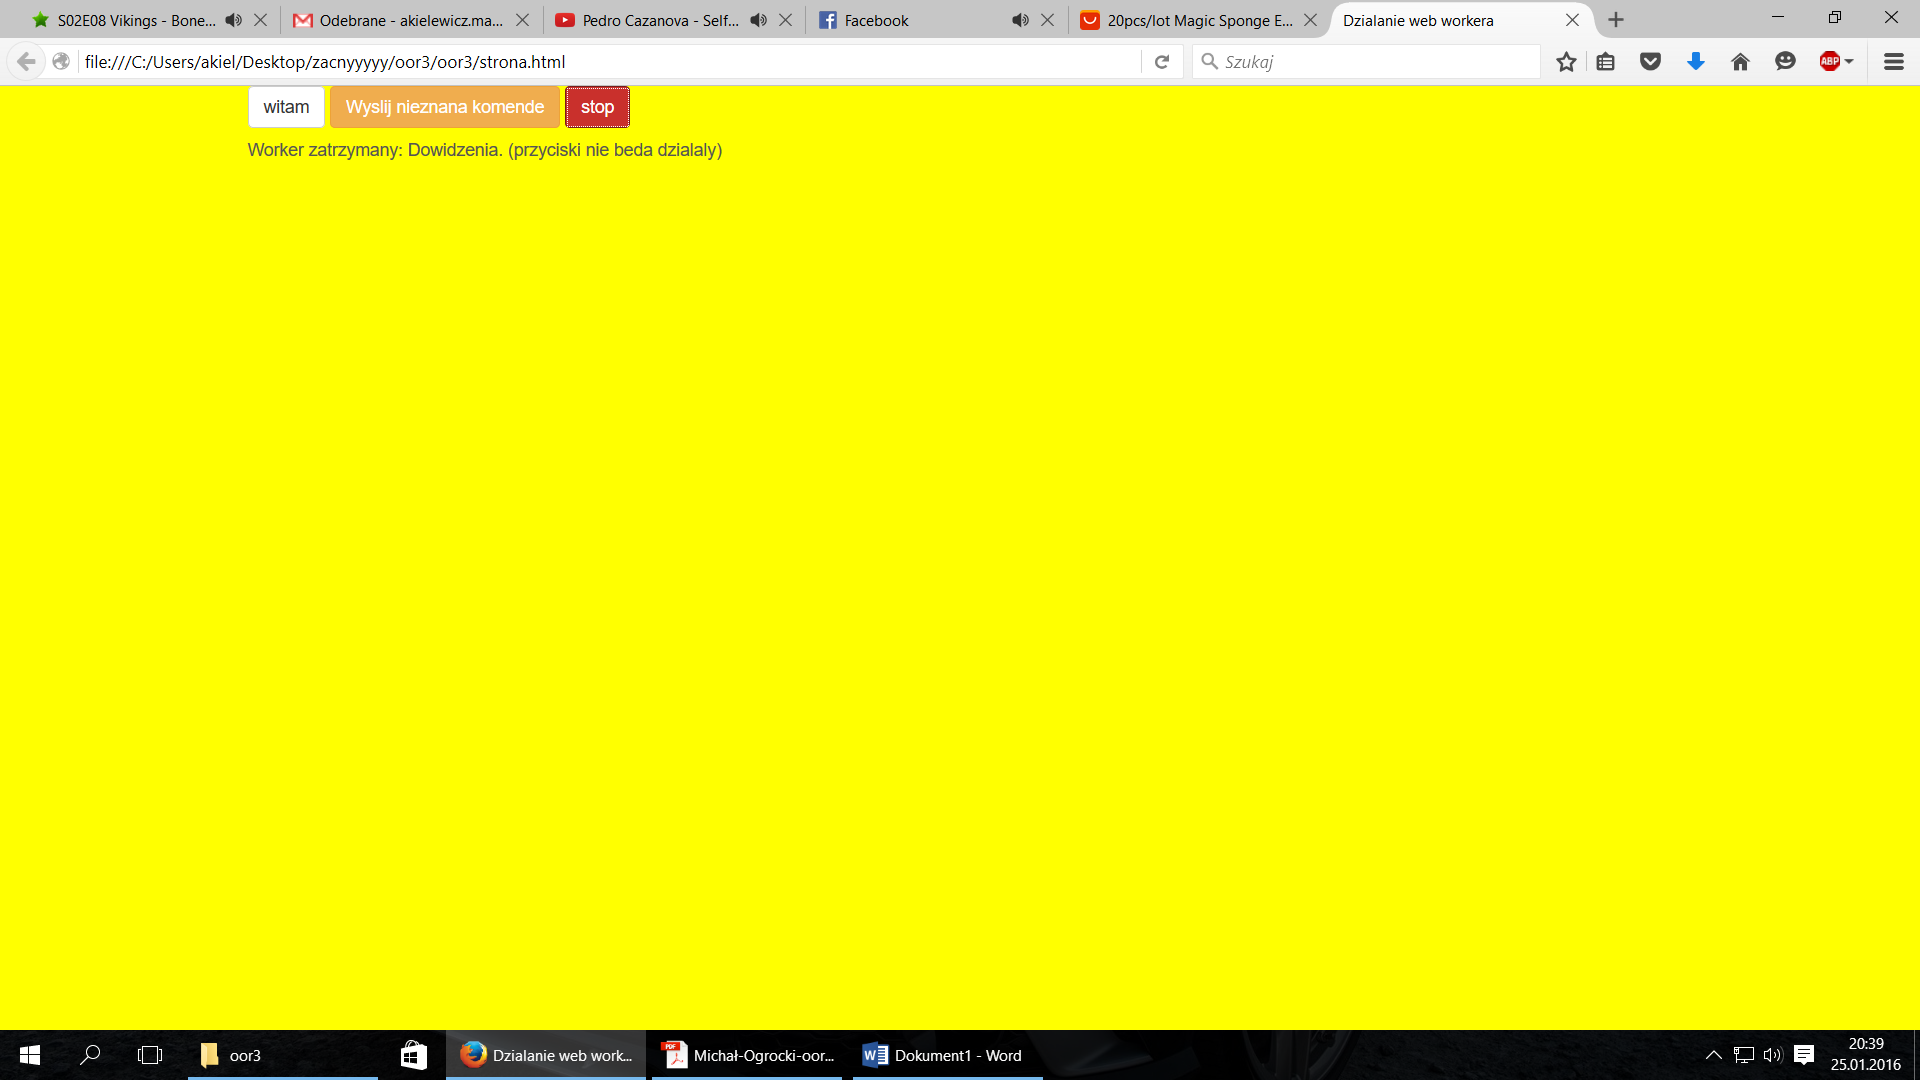 S02E08 Vikings - Bone...
Odebrane - akielewicz.ma...
Pedro Cazanova - Self...
Facebook
20pcs/lot Magic Sponge E...
Dzialanie web workera
file:///C:/Users/akiel/Desktop/zacnyyyyy/oor3/oor3/strona.html
Szukaj
ABP
witam
Wyslij nieznana komende
stop
Worker zatrzymany: Dowidzenia. (przyciski nie beda dzialaly)
oor3
Dzialanie web work...
PDF
Michał-Ogrocki-oor...
Dokument1 - Word
20:39
25.01.2016